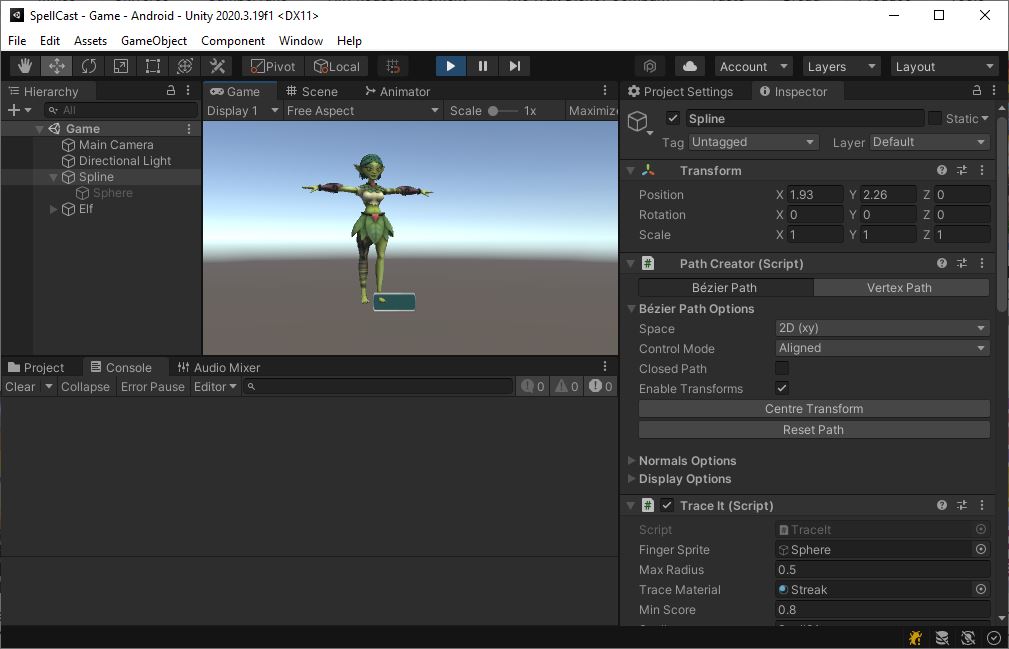 SpellCast - Game - Android - Unity 2020.3.19f1 <DX11>
File Edit Assets GameObject Component Window Help
Pivot Local Account Layers Layout
Hierarchy
All
Game
Main Camera
Directional Light
Spline
Sphere
Elf
Game Scene Animator
Display 1 Free Aspect Scale 1x Maximiz
Project Console Audio Mixer
Clear Collapse Error Pause Editor 0 0 0
Project Settings Inspector
Spline Static
Tag Untagged Layer Default
Transform
Position X 1.93 Y 2.26 Z 0
Rotation X 0 Y 0 Z 0
Scale X 1 Y 1 Z 1
# Path Creator (Script)
Bézier Path Vertex Path
Bézier Path Options
Space 2D (xy)
Control Mode Aligned
Closed Path
Enable Transforms
Centre Transform
Reset Path
Normals Options
Display Options
# Trace It (Script)
Script # TraceIt
Finger Sprite Sphere
Max Radius 0.5
Trace Material Streak
Min Score 0.8